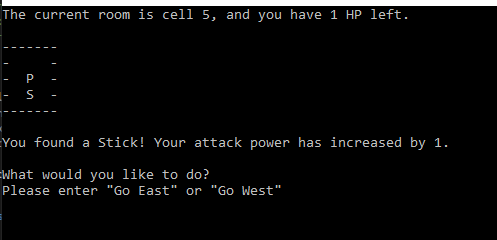 The current room is cell 5, and you have 1 HP left.
-------
-     -
-  P  -
-  S  -
-------
You found a Stick! Your attack power has increased by 1.
What would you like to do?
Please enter "Go East" or "Go West"